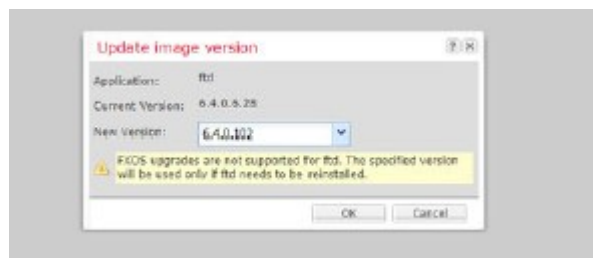 Update image version
Application: ftd
Current Version: 6.4.0.6.28
New Version: 6.4.0.102
FXOS upgrades are not supported for ftd. The specified version
will be used only if ftd needs to be reinstalled.
OK Cancel